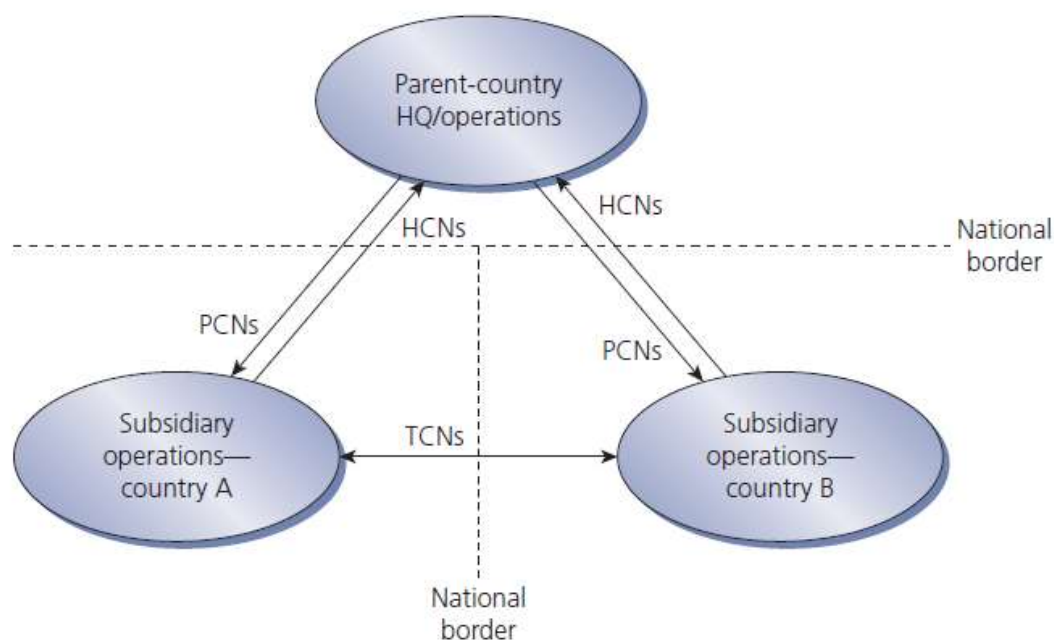 Parent-country
HQ/operations
HCNs
HCNs
National
border
PCNs
PCNs
Subsidiary
operations—
country A
TCNs
Subsidiary
operations—
country B
National
border